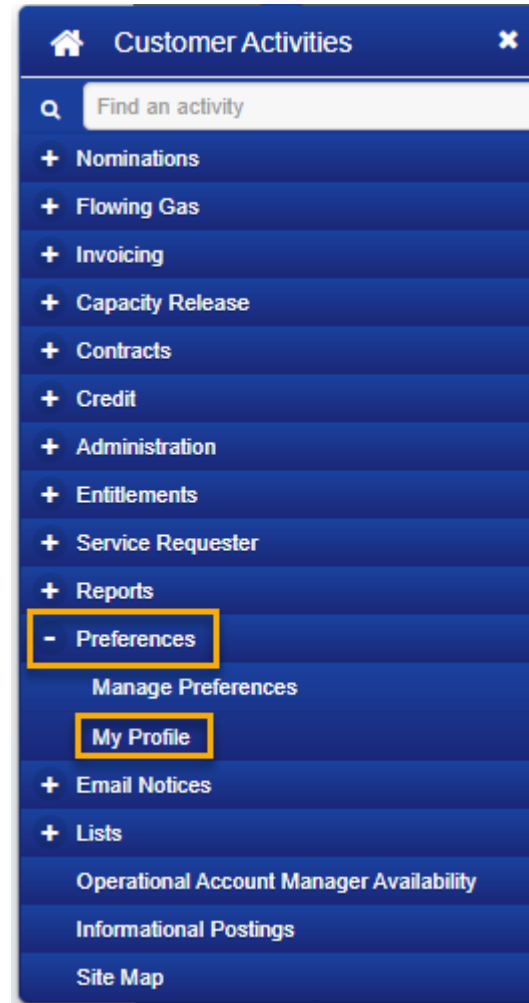 Customer Activities
Find an activity
Nominations
Flowing Gas
Invoicing
Capacity Release
Contracts
Credit
Administration
Entitlements
Service Requester
Reports
Preferences
Manage Preferences
My Profile
Email Notices
Lists
Operational Account Manager Availability
Informational Postings
Site Map